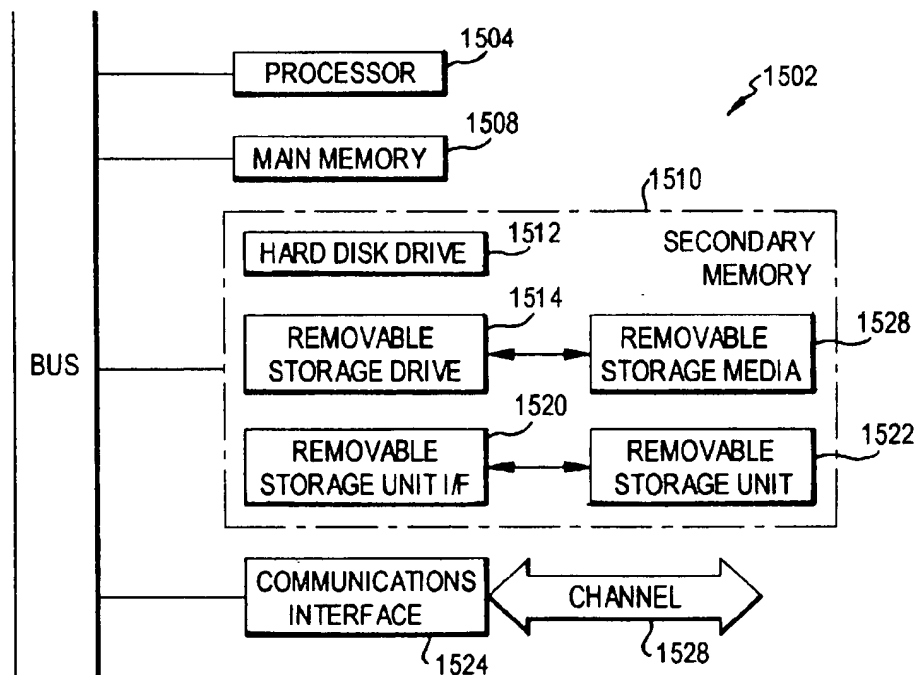 1504
PROCESSOR
1502
1508
MAIN MEMORY
1510
1512
HARD DISK DRIVE
SECONDARY
MEMORY
1514
REMOVABLE
STORAGE DRIVE
1528
REMOVABLE
STORAGE MEDIA
BUS
1520
REMOVABLE
STORAGE UNIT I/F
1522
REMOVABLE
STORAGE UNIT
COMMUNICATIONS
INTERFACE
1524
CHANNEL
1528